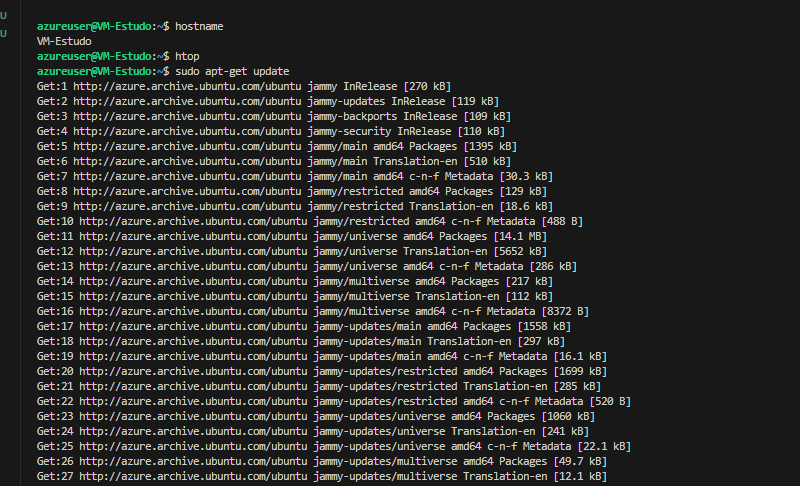 U
U
azureuser@VM-Estudo:~$ hostname
VM-Estudo
azureuser@VM-Estudo:~$ htop
azureuser@VM-Estudo:~$ sudo apt-get update
Get:1 http://azure.archive.ubuntu.com/ubuntu jammy InRelease [270 kB]
Get:2 http://azure.archive.ubuntu.com/ubuntu jammy-updates InRelease [119 kB]
Get:3 http://azure.archive.ubuntu.com/ubuntu jammy-backports InRelease [109 kB]
Get:4 http://azure.archive.ubuntu.com/ubuntu jammy-security InRelease [110 kB]
Get:5 http://azure.archive.ubuntu.com/ubuntu jammy/main amd64 Packages [1395 kB]
Get:6 http://azure.archive.ubuntu.com/ubuntu jammy/main Translation-en [510 kB]
Get:7 http://azure.archive.ubuntu.com/ubuntu jammy/main amd64 c-n-f Metadata [30.3 kB]
Get:8 http://azure.archive.ubuntu.com/ubuntu jammy/restricted amd64 Packages [129 kB]
Get:9 http://azure.archive.ubuntu.com/ubuntu jammy/restricted Translation-en [18.6 kB]
Get:10 http://azure.archive.ubuntu.com/ubuntu jammy/restricted amd64 c-n-f Metadata [488 B]
Get:11 http://azure.archive.ubuntu.com/ubuntu jammy/universe amd64 Packages [14.1 MB]
Get:12 http://azure.archive.ubuntu.com/ubuntu jammy/universe Translation-en [5652 kB]
Get:13 http://azure.archive.ubuntu.com/ubuntu jammy/universe amd64 c-n-f Metadata [286 kB]
Get:14 http://azure.archive.ubuntu.com/ubuntu jammy/multiverse amd64 Packages [217 kB]
Get:15 http://azure.archive.ubuntu.com/ubuntu jammy/multiverse Translation-en [112 kB]
Get:16 http://azure.archive.ubuntu.com/ubuntu jammy/multiverse amd64 c-n-f Metadata [8372 B]
Get:17 http://azure.archive.ubuntu.com/ubuntu jammy-updates/main amd64 Packages [1558 kB]
Get:18 http://azure.archive.ubuntu.com/ubuntu jammy-updates/main Translation-en [297 kB]
Get:19 http://azure.archive.ubuntu.com/ubuntu jammy-updates/main amd64 c-n-f Metadata [16.1 kB]
Get:20 http://azure.archive.ubuntu.com/ubuntu jammy-updates/restricted amd64 Packages [1699 kB]
Get:21 http://azure.archive.ubuntu.com/ubuntu jammy-updates/restricted Translation-en [285 kB]
Get:22 http://azure.archive.ubuntu.com/ubuntu jammy-updates/restricted amd64 c-n-f Metadata [520 B]
Get:23 http://azure.archive.ubuntu.com/ubuntu jammy-updates/universe amd64 Packages [1060 kB]
Get:24 http://azure.archive.ubuntu.com/ubuntu jammy-updates/universe Translation-en [241 kB]
Get:25 http://azure.archive.ubuntu.com/ubuntu jammy-updates/universe amd64 c-n-f Metadata [22.1 kB]
Get:26 http://azure.archive.ubuntu.com/ubuntu jammy-updates/multiverse amd64 Packages [49.7 kB]
Get:27 http://azure.archive.ubuntu.com/ubuntu jammy-updates/multiverse Translation-en [12.1 kB]